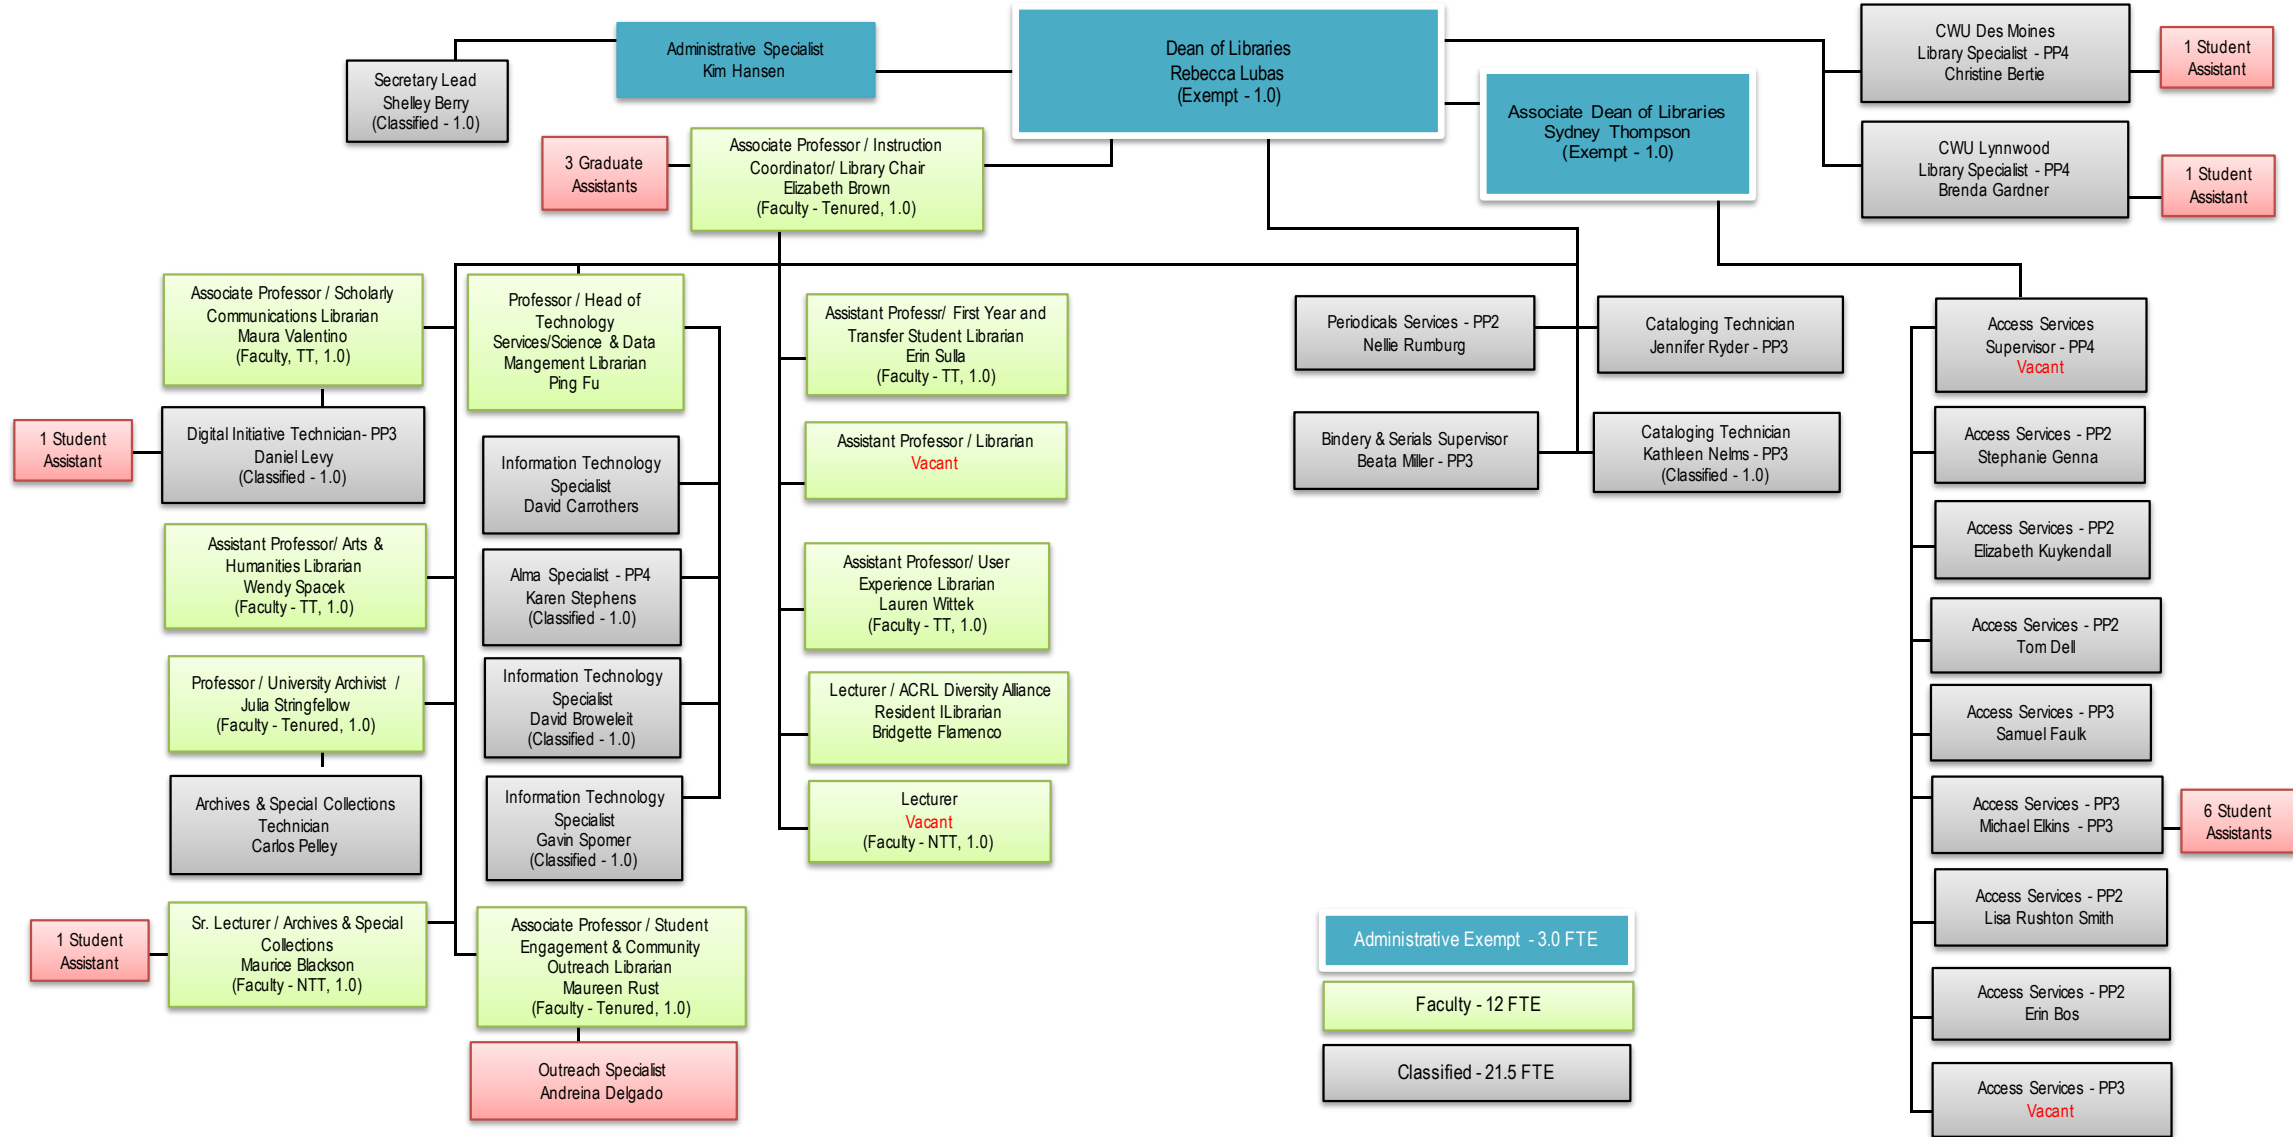 Administrative Specialist
Kim Hansen
Secretary Lead
Shelley Berry
(Classified - 1.0)
Dean of Libraries
Rebecca Lubas
(Exempt - 1.0)
Associate Dean of Libraries
Sydney Thompson
(Exempt - 1.0)
CWU Des Moines
Library Specialist - PP4
Christine Bertie
1 Student
Assistant
CWU Lynnwood
Library Specialist - PP4
Brenda Gardner
1 Student
Assistant
3 Graduate
Assistants
Associate Professor / Instruction
Coordinator/ Library Chair
Elizabeth Brown
(Faculty - Tenured, 1.0)
Associate Professor / Scholarly
Communications Librarian
Maura Valentino
(Faculty, TT, 1.0)
1 Student
Assistant
Digital Initiative Technician- PP3
Daniel Levy
(Classified - 1.0)
Assistant Professor/ Arts &
Humanities Librarian
Wendy Spacek
(Faculty - TT, 1.0)
Professor / University Archivist /
Julia Stringfellow
(Faculty - Tenured, 1.0)
Archives & Special Collections
Technician
Carlos Pelley
1 Student
Assistant
Sr. Lecturer / Archives & Special
Collections
Maurice Blackson
(Faculty - NTT, 1.0)
Professor / Head of
Technology
Services/Science & Data
Mangement Librarian
Ping Fu
Information Technology
Specialist
David Carrothers
Alma Specialist - PP4
Karen Stephens
(Classified - 1.0)
Information Technology
Specialist
David Broweleit
(Classified - 1.0)
Information Technology
Specialist
Gavin Spomer
(Classified - 1.0)
Associate Professor / Student
Engagement & Community
Outreach Librarian
Maureen Rust
(Faculty - Tenured, 1.0)
Outreach Specialist
Andreina Delgado
Assistant Professr/ First Year and
Transfer Student Librarian
Erin Sulla
(Faculty - TT, 1.0)
Assistant Professor / Librarian
Vacant
Assistant Professor/ User
Experience Librarian
Lauren Wittek
(Faculty - TT, 1.0)
Lecturer / ACRL Diversity Alliance
Resident lLibrarian
Bridgette Flamenco
Lecturer
Vacant
(Faculty - NTT, 1.0)
Periodicals Services - PP2
Nellie Rumburg
Cataloging Technician
Jennifer Ryder - PP3
Bindery & Serials Supervisor
Beata Miller - PP3
Cataloging Technician
Kathleen Nelms - PP3
(Classified - 1.0)
Access Services
Supervisor - PP4
Vacant
Access Services - PP2
Stephanie Genna
Access Services - PP2
Elizabeth Kuykendall
Access Services - PP2
Tom Dell
Access Services - PP3
Samuel Faulk
Access Services - PP3
Michael Elkins - PP3
6 Student
Assistants
Access Services - PP2
Lisa Rushton Smith
Access Services - PP2
Erin Bos
Access Services - PP3
Vacant
Administrative Exempt - 3.0 FTE
Faculty - 12 FTE
Classified - 21.5 FTE